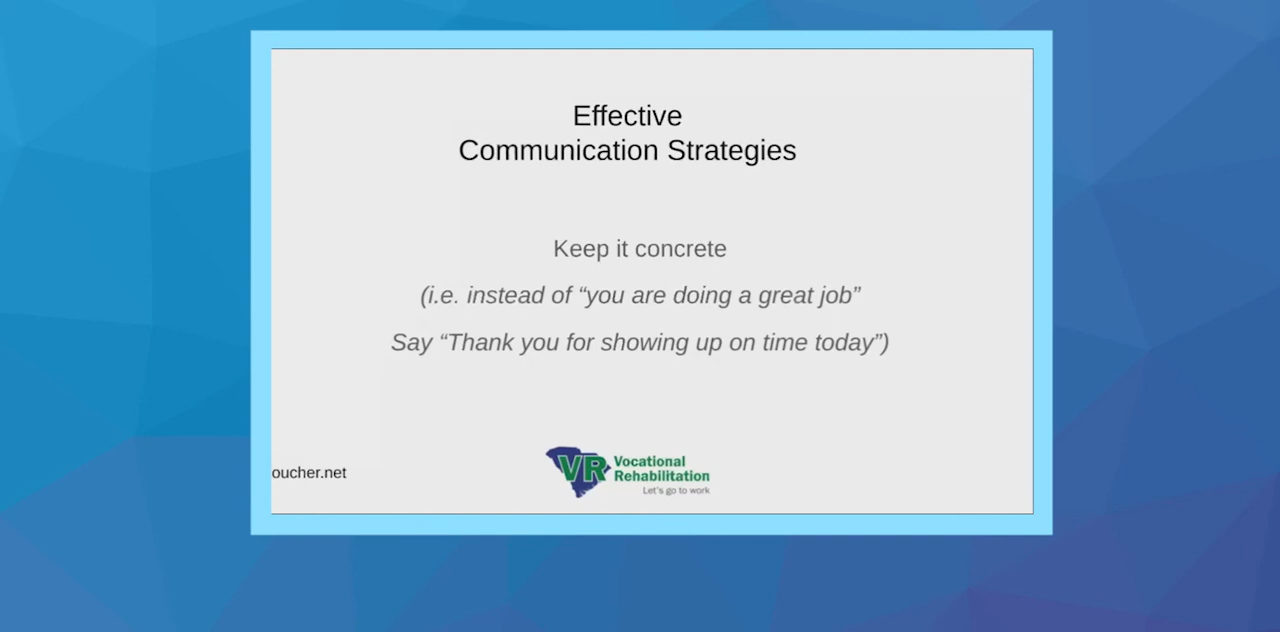 Effective
Communication Strategies
Keep it concrete
(i.e. instead of “you are doing a great job”
Say “Thank you for showing up on time today”)
oucher.net
VR Vocational
Rehabilitation
Let's go to work